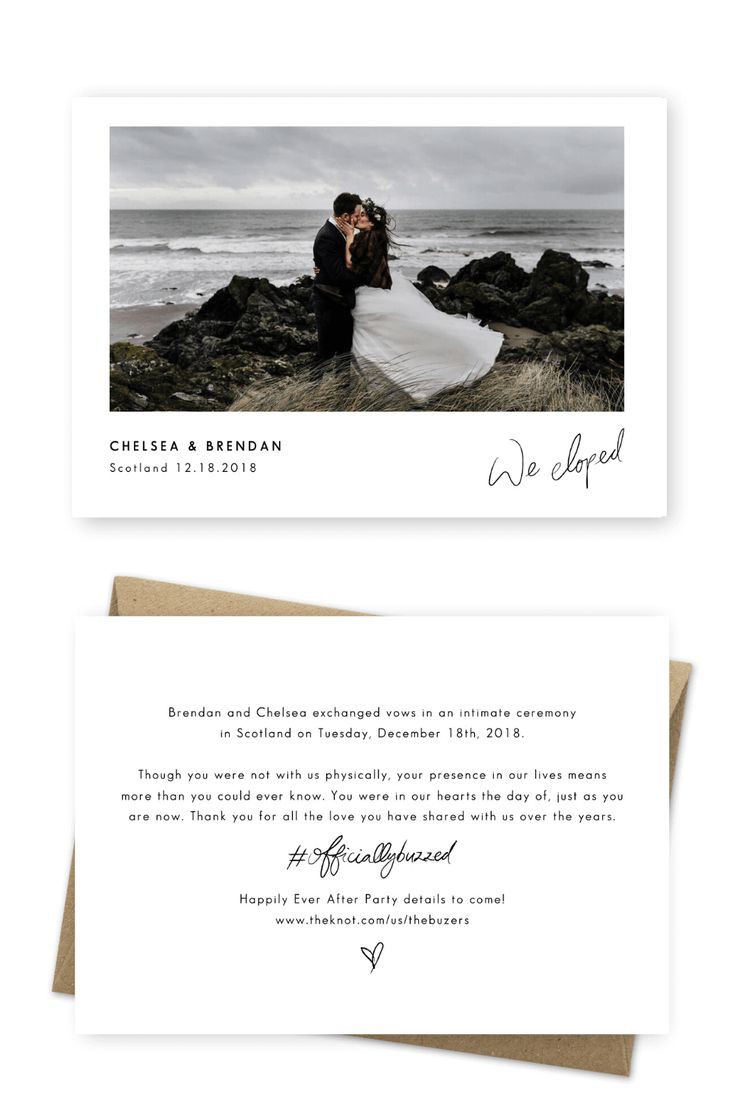 CHELSEA & BRENDAN
Scotland 12.18.2018
We eloped
Brendan and Chelsea exchanged vows in an intimate ceremony
in Scotland on Tuesday, December 18th, 2018.
Though you were not with us physically, your presence in our lives means
more than you could ever know. You were in our hearts the day of, just as you
are now. Thank you for all the love you have shared with us over the years.
#officiallybuzzed
Happily Ever After Party details to come!
www.theknot.com/us/thebuzers